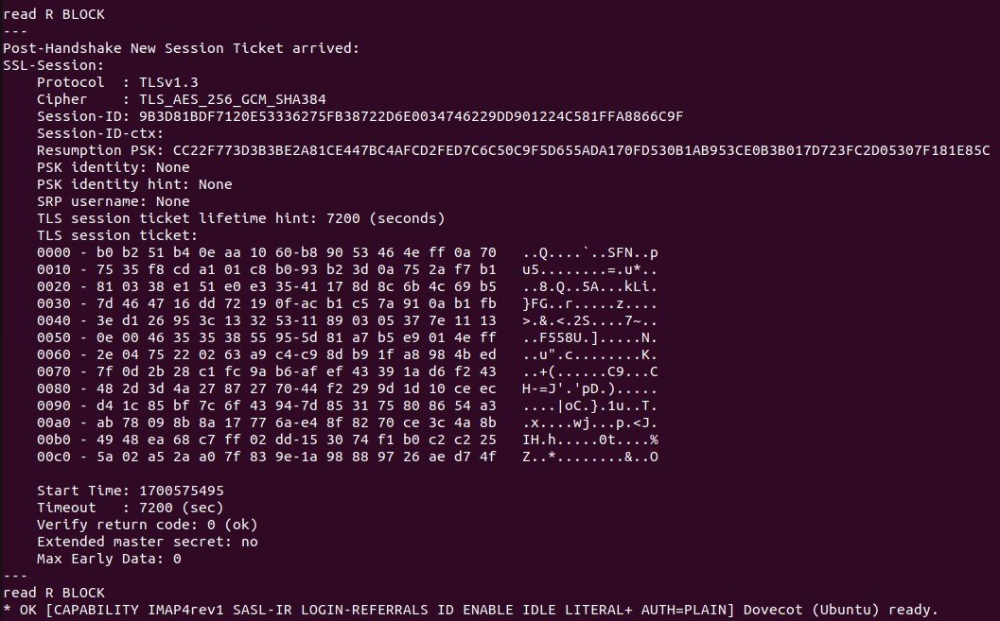 read R BLOCK
---
Post-Handshake New Session Ticket arrived:
SSL-Session:
    Protocol  : TLSv1.3
    Cipher    : TLS_AES_256_GCM_SHA384
    Session-ID: 9B3D81BDF7120E53336275FB38722D6E0034746229DD901224C581FFA8866C9F
    Session-ID-ctx:
    Resumption PSK: CC22F773D3B3BE2A81CE447BC4AFCD2FED7C6C50C9F5D655ADA170FD530B1AB953CE0B3B017D723FC2D05307F181E85C
    PSK identity: None
    PSK identity hint: None
    SRP username: None
    TLS session ticket lifetime hint: 7200 (seconds)
    TLS session ticket:
    0000 - b0 b2 51 b4 0e aa 10 60-b8 90 53 46 4e ff 0a 70   ..Q....`..SFN..p
    0010 - 75 35 f8 cd a1 01 c8 b0-93 b2 3d 0a 75 2a f7 b1   u5........=.u*..
    0020 - 81 03 38 e1 51 e0 e3 35-41 17 8d 8c 6b 4c 69 b5   ..8.Q..5A...kLi.
    0030 - 7d 46 47 16 dd 72 19 0f-ac b1 c5 7a 91 0a b1 fb   }FG..r.....z....
    0040 - 3e d1 26 95 3c 13 32 53-11 89 03 05 37 7e 11 13   >.&.<.2S....7~..
    0050 - 0e 00 46 35 35 38 55 95-5d 81 a7 b5 e9 01 4e ff   ..F558U.].....N.
    0060 - 2e 04 75 22 02 63 a9 c4-c9 8d b9 1f a8 98 4b ed   ..u".c........K.
    0070 - 7f 0d 2b 28 c1 fc 9a b6-af ef 43 39 1a d6 f2 43   ..+(......C9...C
    0080 - 48 2d 3d 4a 27 87 27 70-44 f2 29 9d 1d 10 ce ec   H-=J'.'pD.).....
    0090 - d4 1c 85 bf 7c 6f 43 94-7d 85 31 75 80 86 54 a3   ....|oC.}.1u..T.
    00a0 - ab 78 09 8b 8a 17 77 6a-e4 8f 82 70 ce 3c 4a 8b   .x....wj...p.<J.
    00b0 - 49 48 ea 68 c7 ff 02 dd-15 30 74 f1 b0 c2 c2 25   IH.h.....0t....%
    00c0 - 5a 02 a5 2a a0 7f 83 9e-1a 98 88 97 26 ae d7 4f   Z..*........&..O

    Start Time: 1700575495
    Timeout   : 7200 (sec)
    Verify return code: 0 (ok)
    Extended master secret: no
    Max Early Data: 0
---
read R BLOCK
* OK [CAPABILITY IMAP4rev1 SASL-IR LOGIN-REFERRALS ID ENABLE IDLE LITERAL+ AUTH=PLAIN] Dovecot (Ubuntu) ready.